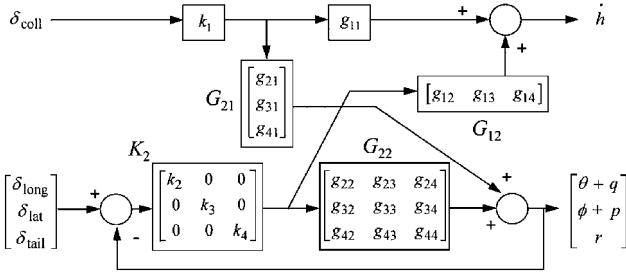 δcoll k1 g11 + ḣ
+
G21 [g21 g31 g41] [g12 g13 g14]
G12
K2 G22 +
[δlong δlat δtail] + [k2 0 0 0 k3 0 0 0 k4] [g22 g23 g24 g32 g33 g34 g42 g43 g44] [θ + q φ + p r]
- +